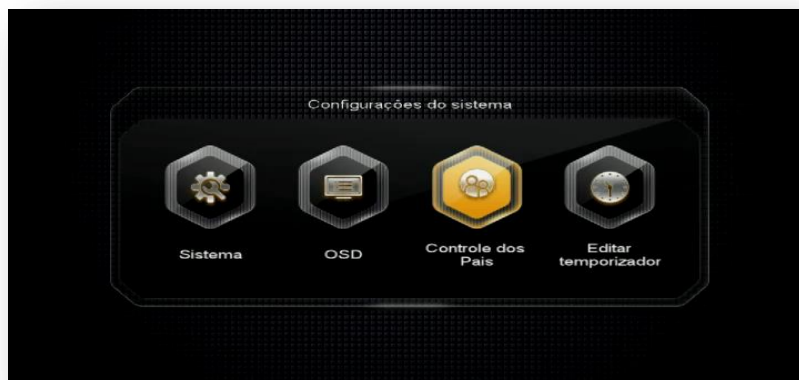 Configurações do sistema
Sistema
OSD
Controle dos
Pais
Editar
temporizador